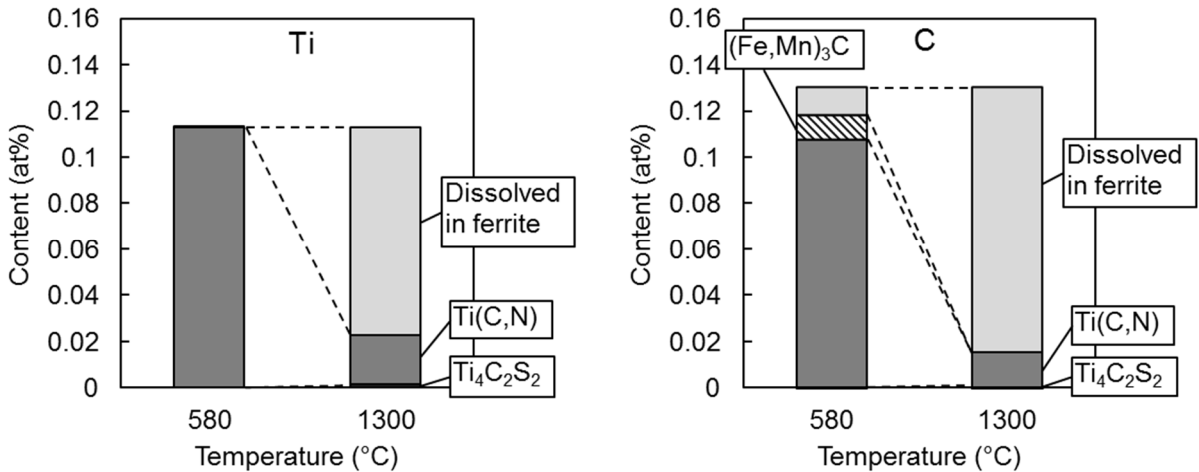 Ti
Content (at%)
0.16
0.14
0.12
0.1
0.08
0.06
0.04
0.02
0
Dissolved
in ferrite
Ti(C,N)
Ti₄C₂S₂
580
1300
Temperature (°C)
C
(Fe,Mn)₃C
Content (at%)
0.16
0.14
0.12
0.1
0.08
0.06
0.04
0.02
0
Dissolved
in ferrite
Ti(C,N)
Ti₄C₂S₂
580
1300
Temperature (°C)